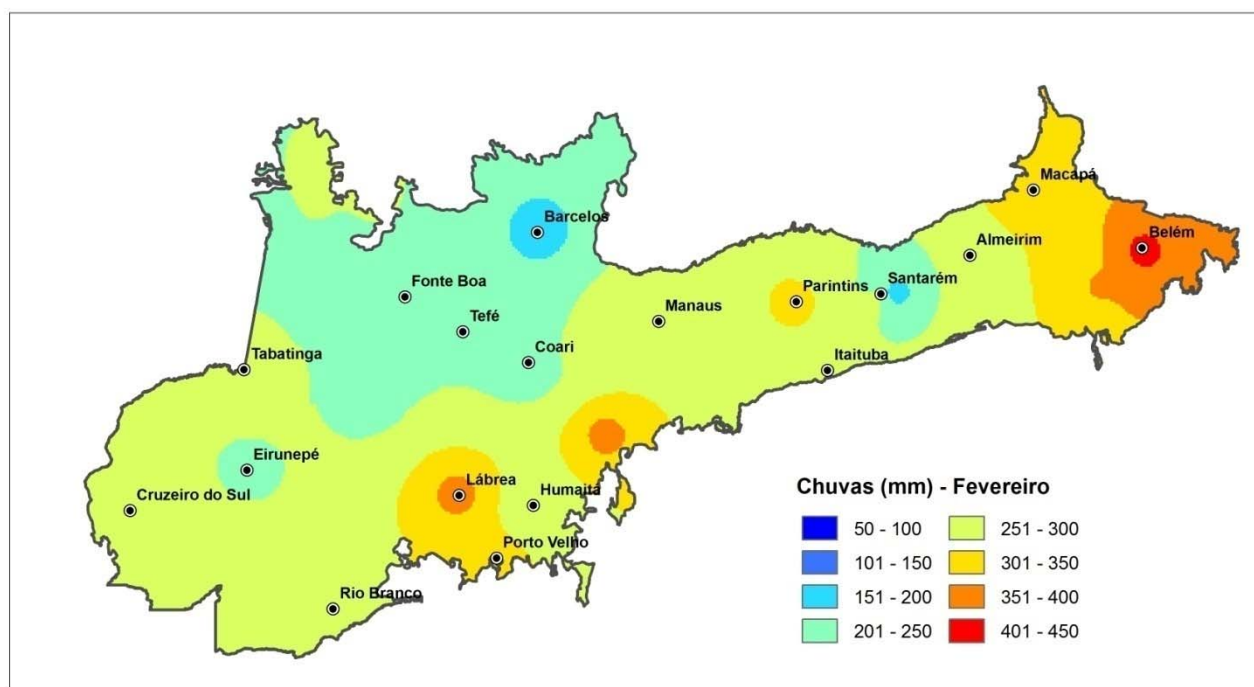 Macapá
Barcelos
Belém
Almeirim
Fonte Boa
Parintins
Santarém
Manaus
Tefé
Coari
Tabatinga
Itaituba
Eirunepé
Lábrea
Cruzeiro do Sul
Humaitá
Porto Velho
Rio Branco
Chuvas (mm) - Fevereiro
50 - 100
251 - 300
101 - 150
301 - 350
151 - 200
351 - 400
201 - 250
401 - 450